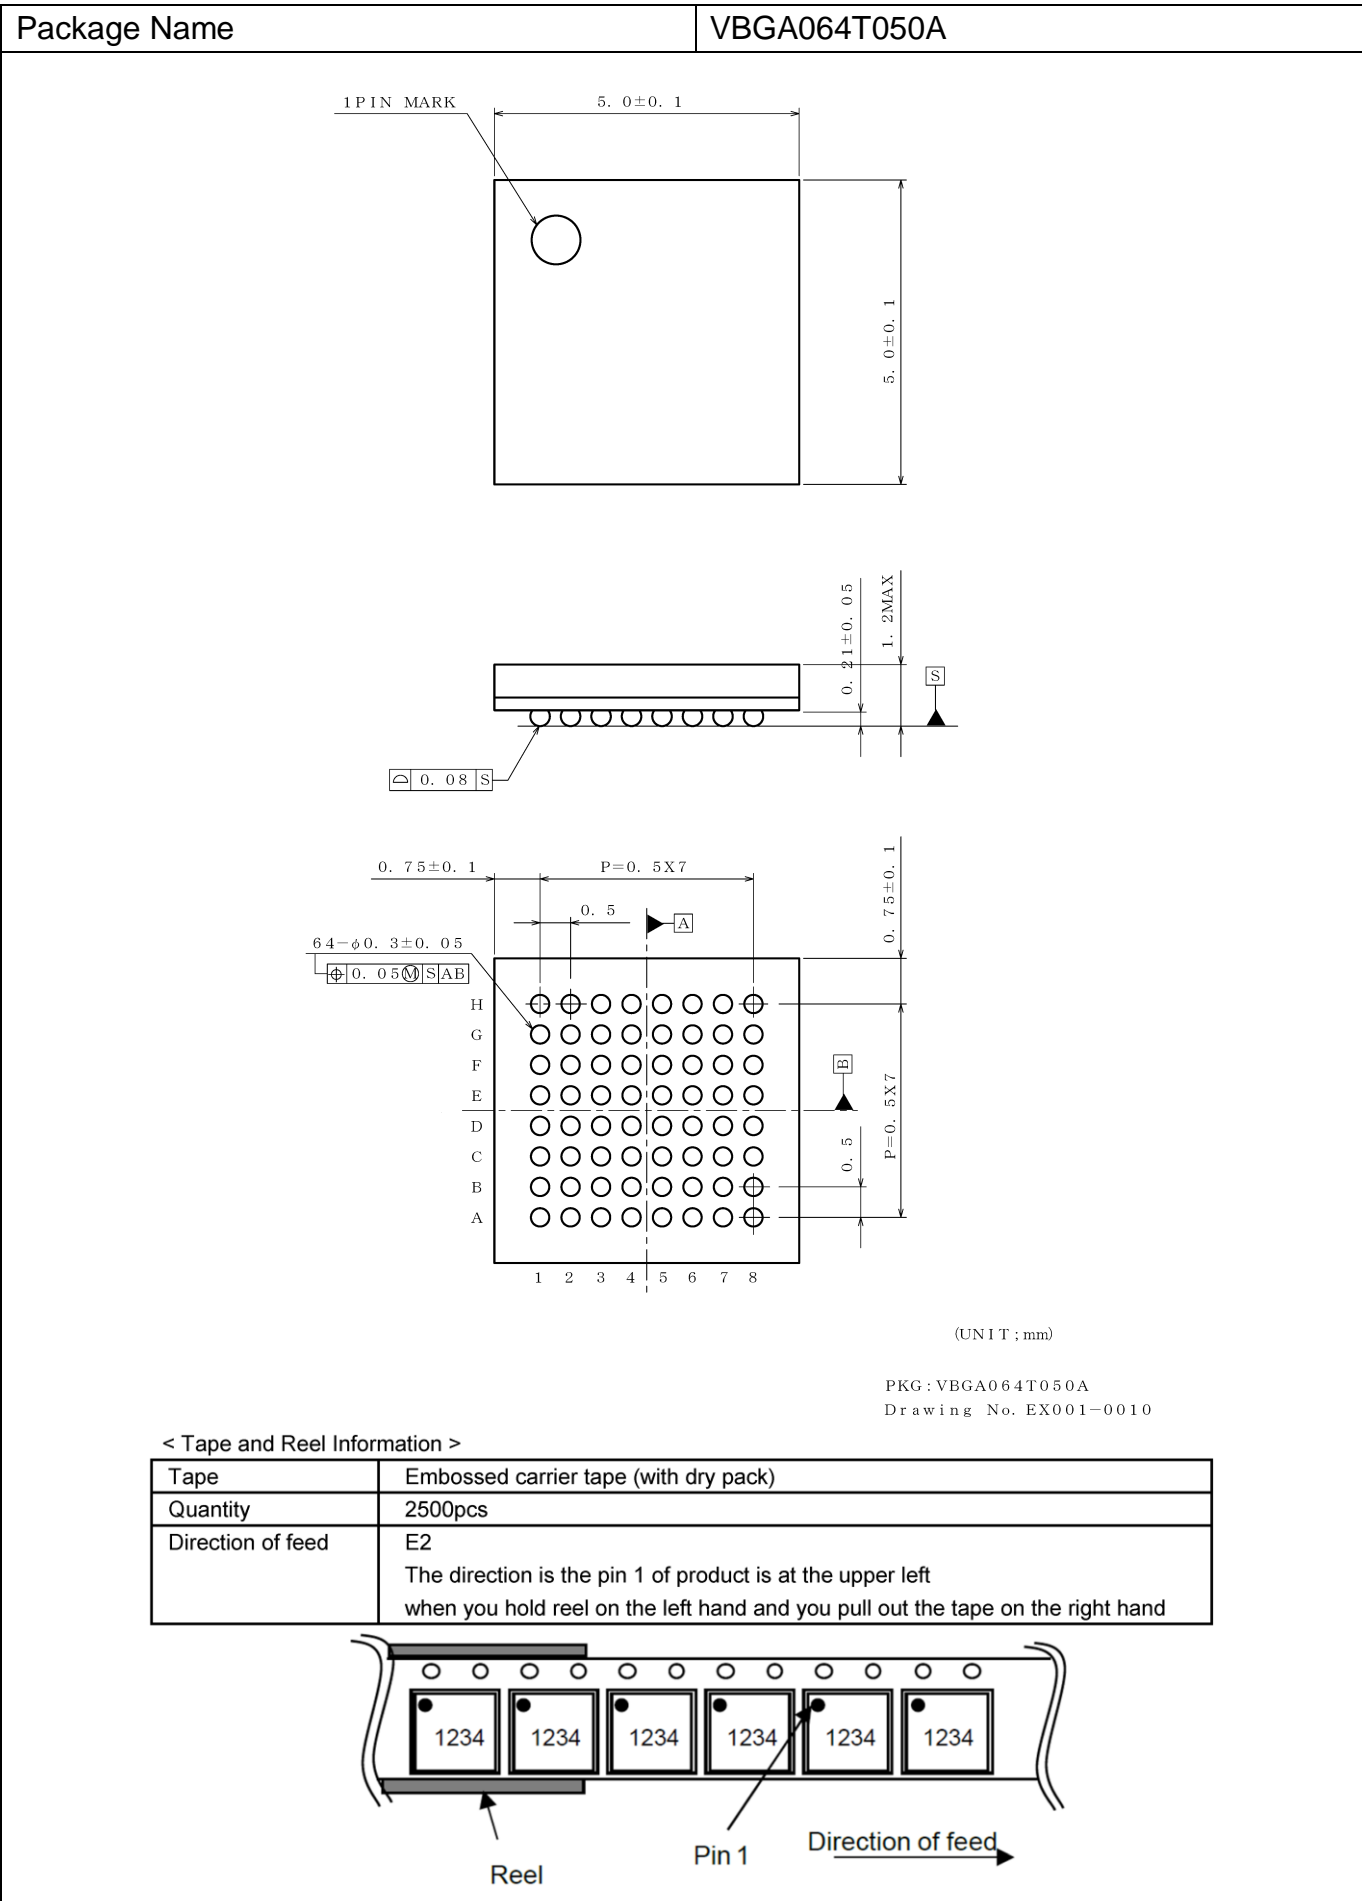 Package Name
VBGA064T050A
1PIN MARK
5. 0±0. 1
5. 0±0. 1
0. 21±0. 05
1. 2MAX
S
⌓ 0. 08 S
0. 75±0. 1
P=0. 5X7
0. 75±0. 1
0. 5
A
64-ϕ0. 3±0. 05
⌖ 0. 05Ⓜ S AB
H
G
F
E
D
C
B
A
B
P=0. 5X7
0. 5
1 2 3 4 5 6 7 8
(UNIT ; mm)
PKG : VBGA064T050A
Drawing No. EX001-0010
< Tape and Reel Information >
Tape
Embossed carrier tape (with dry pack)
Quantity
2500pcs
Direction of feed
E2
The direction is the pin 1 of product is at the upper left
when you hold reel on the left hand and you pull out the tape on the right hand
1234 1234 1234 1234 1234 1234
Reel
Pin 1
Direction of feed